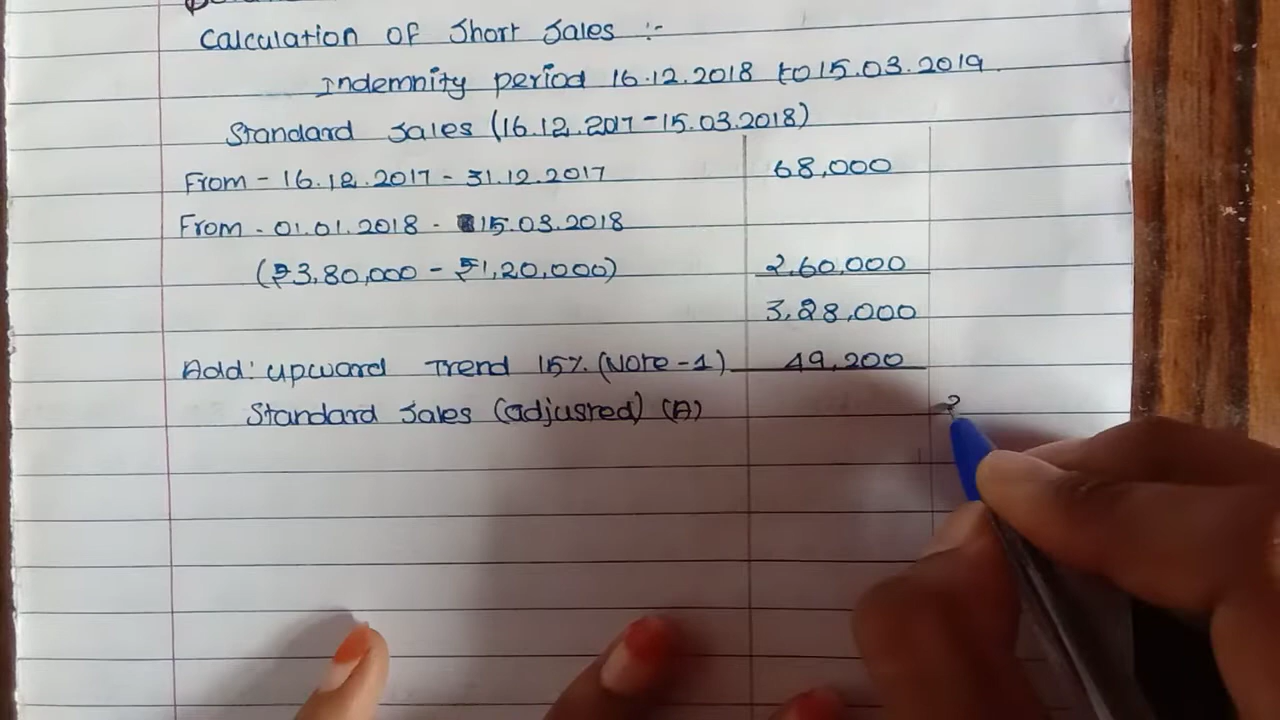 Calculation of Short Sales :-
Indemnity period 16.12.2018 to 15.03.2019
Standard Sales (16.12.2017-15.03.2018)
From - 16.12.2017 - 31.12.2017 68,000
From - 01.01.2018 - 15.03.2018
(₹3,80,000 - ₹1,20,000) 2,60,000
3,28,000
Add: upward Trend 15% (Note-1) 49,200
Standard Sales (adjusted) (A) 3